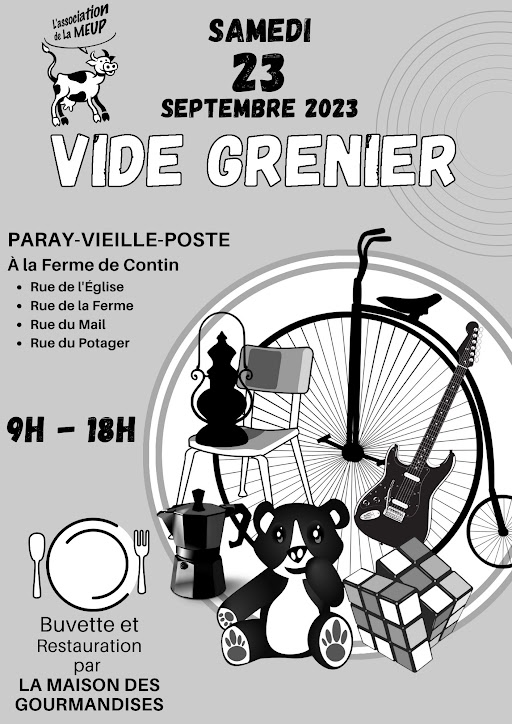 L'association
de la MEUP
SAMEDI
23
SEPTEMBRE 2023
VIDE GRENIER
PARAY-VIEILLE-POSTE
À la Ferme de Contin
• Rue de l'Église
• Rue de la Ferme
• Rue du Mail
• Rue du Potager
9H – 18H
Buvette et
Restauration
par
LA MAISON DES
GOURMANDISES